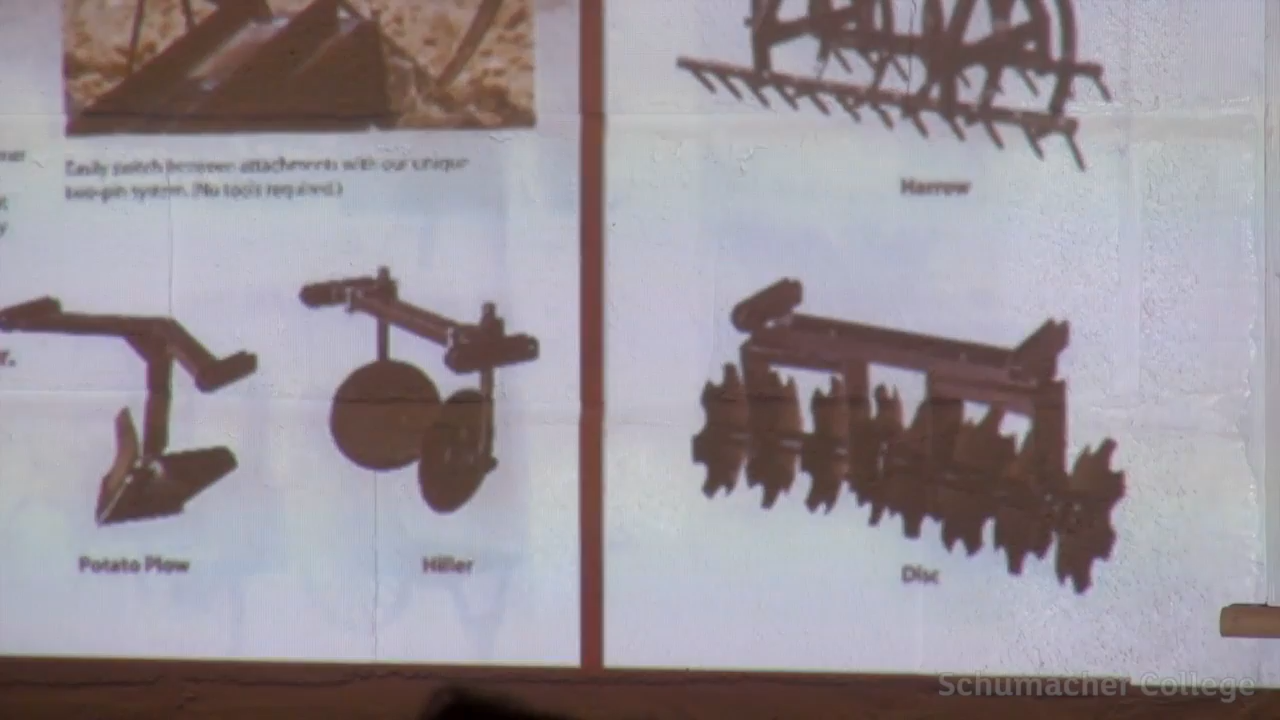 Easily switch between attachments with our unique
two-pin system. (No tools required.)
Potato Plow
Hiller
Harrow
Disc
Schumacher College